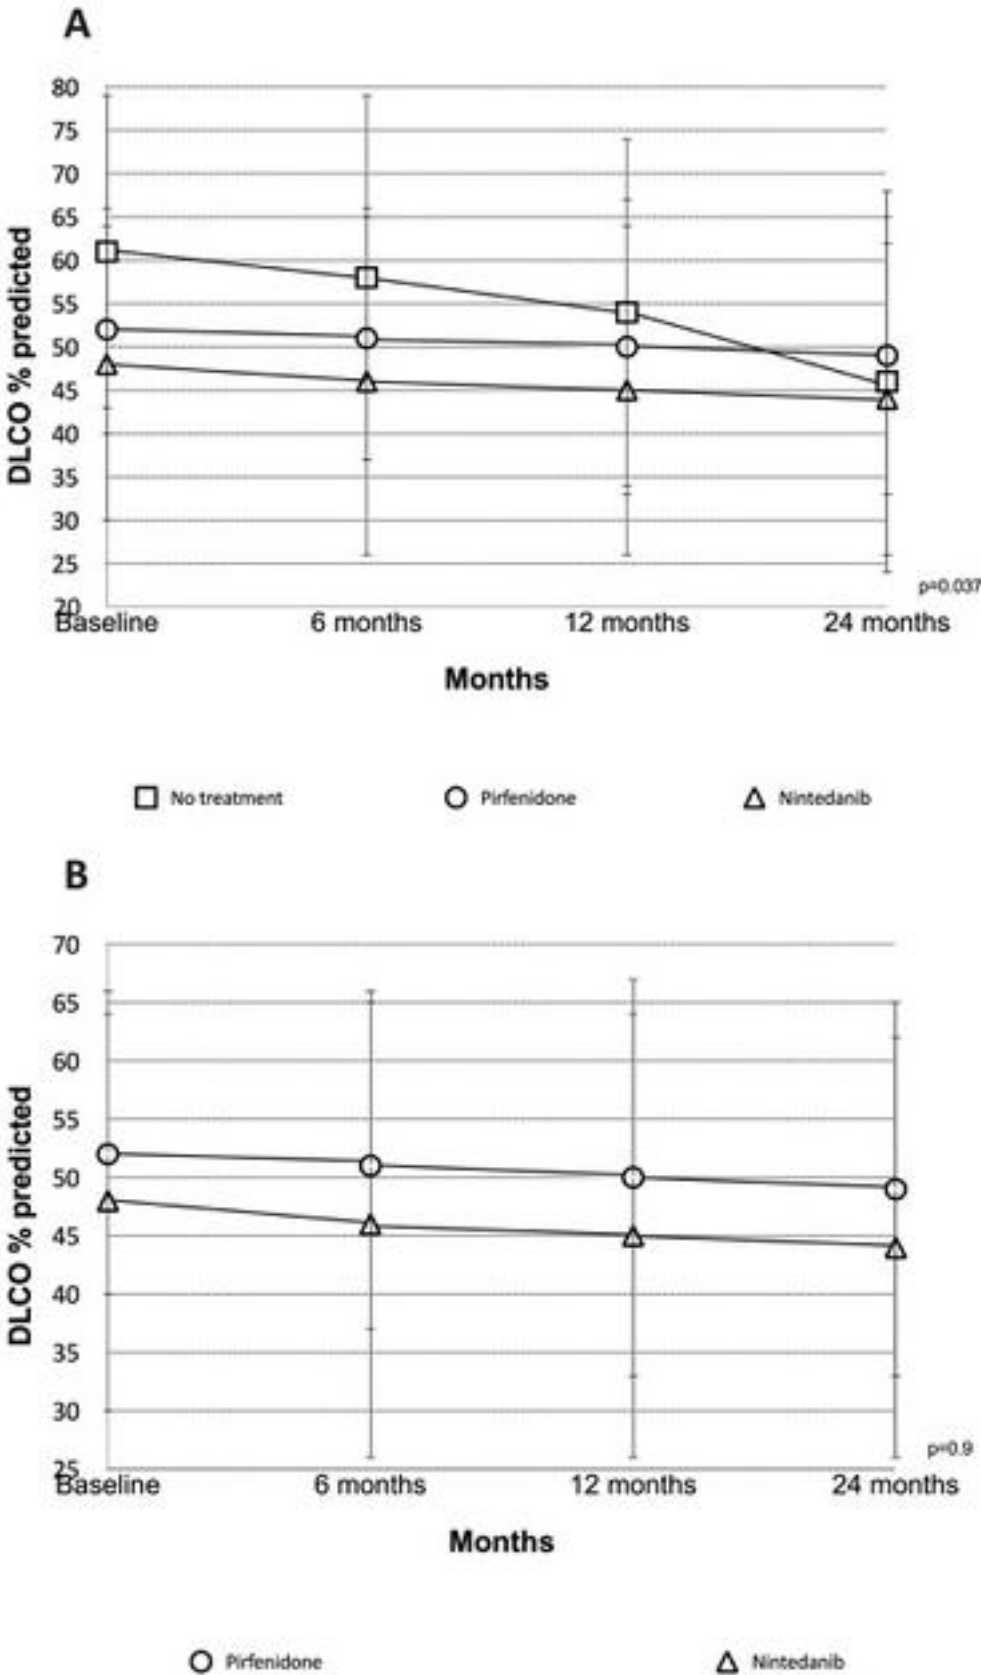 A
80
75
70
65
60
55
50
45
40
35
30
25
20
DLCO % predicted
p=0.037
Baseline 6 months 12 months 24 months
Months
No treatment Pirfenidone Nintedanib
B
70
65
60
55
50
45
40
35
30
25
DLCO % predicted
p=0.9
Baseline 6 months 12 months 24 months
Months
Pirfenidone Nintedanib